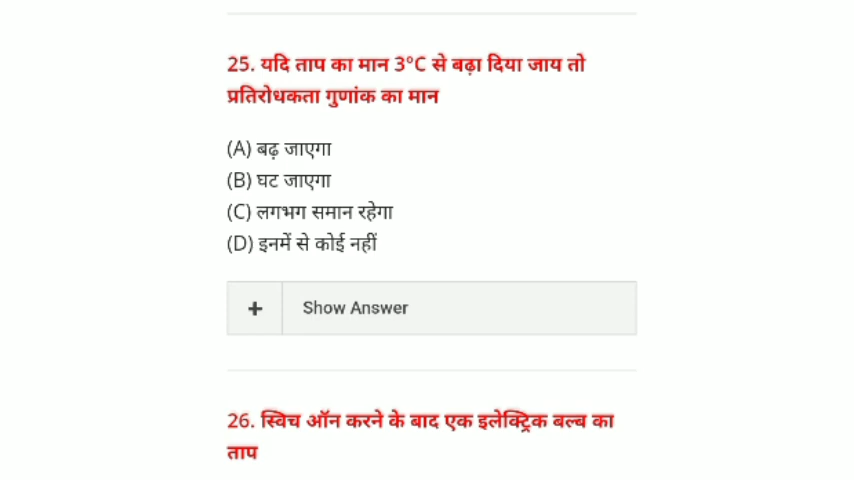 25. यदि ताप का मान 3°C से बढ़ा दिया जाय तो
प्रतिरोधकता गुणांक का मान
(A) बढ़ जाएगा
(B) घट जाएगा
(C) लगभग समान रहेगा
(D) इनमें से कोई नहीं
+ Show Answer
26. स्विच ऑन करने के बाद एक इलेक्ट्रिक बल्ब का
ताप